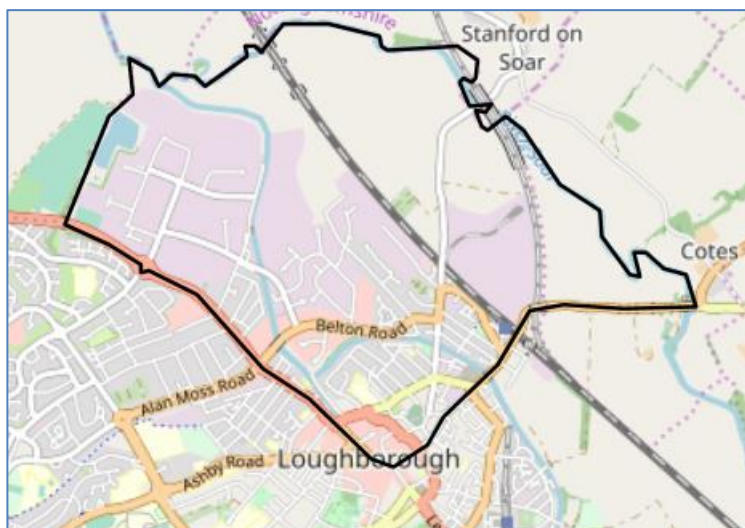 Stanford on
Soar
Cotes
Belton Road
Alan Moss Road
Ashby Road
Loughborough